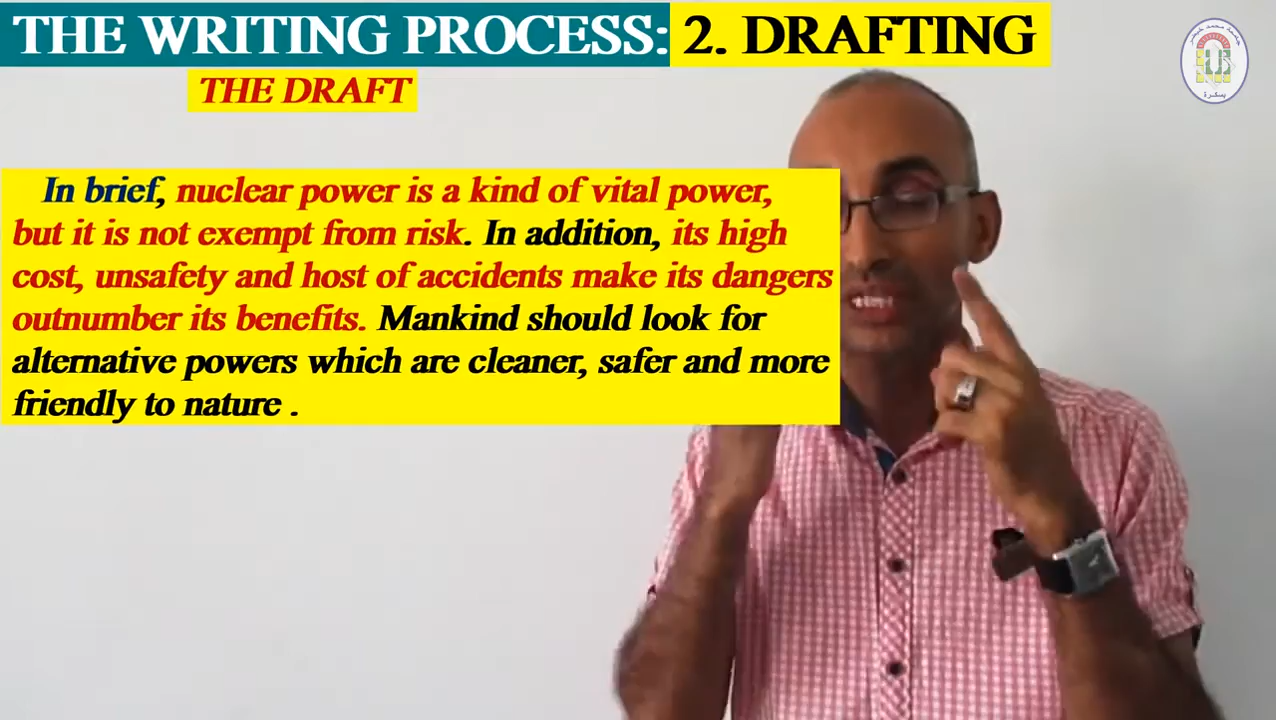 THE WRITING PROCESS: 2. DRAFTING
THE DRAFT
In brief, nuclear power is a kind of vital power,
but it is not exempt from risk. In addition, its high
cost, unsafety and host of accidents make its dangers
outnumber its benefits. Mankind should look for
alternative powers which are cleaner, safer and more
friendly to nature .
بسكرة